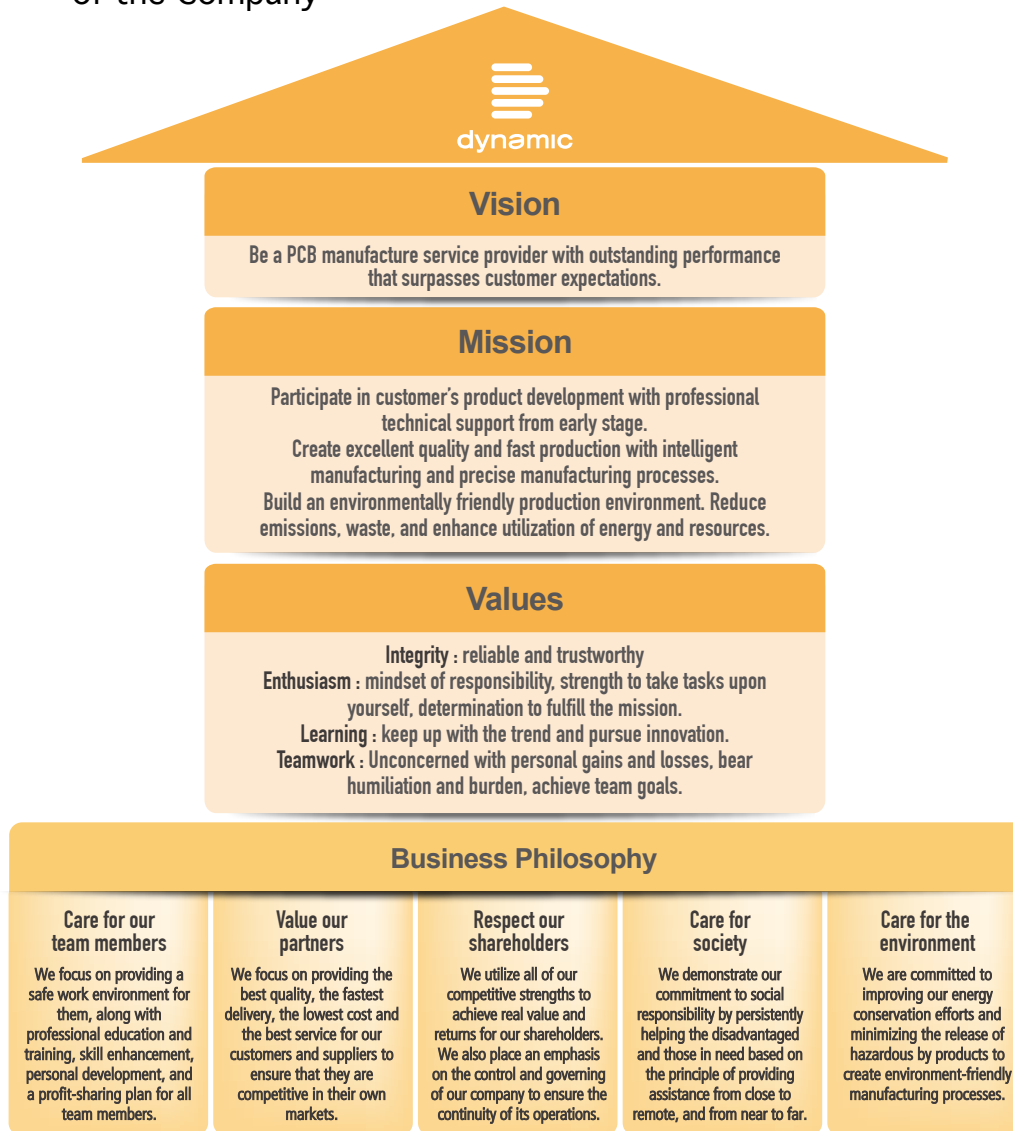 of the Company
dynamic
Vision
Be a PCB manufacture service provider with outstanding performance
that surpasses customer expectations.
Mission
Participate in customer’s product development with professional
technical support from early stage.
Create excellent quality and fast production with intelligent
manufacturing and precise manufacturing processes.
Build an environmentally friendly production environment. Reduce
emissions, waste, and enhance utilization of energy and resources.
Values
Integrity : reliable and trustworthy
Enthusiasm : mindset of responsibility, strength to take tasks upon
yourself, determination to fulfill the mission.
Learning : keep up with the trend and pursue innovation.
Teamwork : Unconcerned with personal gains and losses, bear
humiliation and burden, achieve team goals.
Business Philosophy
Care for our
team members
We focus on providing a
safe work environment for
them, along with
professional education and
training, skill enhancement,
personal development, and
a profit-sharing plan for all
team members.
Value our
partners
We focus on providing the
best quality, the fastest
delivery, the lowest cost and
the best service for our
customers and suppliers to
ensure that they are
competitive in their own
markets.
Respect our
shareholders
We utilize all of our
competitive strengths to
achieve real value and
returns for our shareholders.
We also place an emphasis
on the control and governing
of our company to ensure the
continuity of its operations.
Care for
society
We demonstrate our
commitment to social
responsibility by persistently
helping the disadvantaged
and those in need based on
the principle of providing
assistance from close to
remote, and from near to far.
Care for the
environment
We are committed to
improving our energy
conservation efforts and
minimizing the release of
hazardous by products to
create environment-friendly
manufacturing processes.